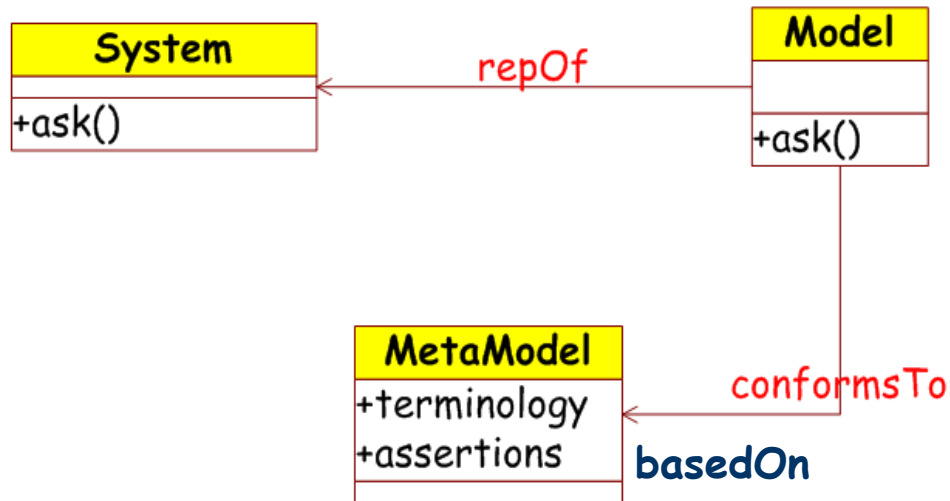 System
+ask()
repOf
Model
+ask()
MetaModel
+terminology
+assertions
conformsTo
basedOn